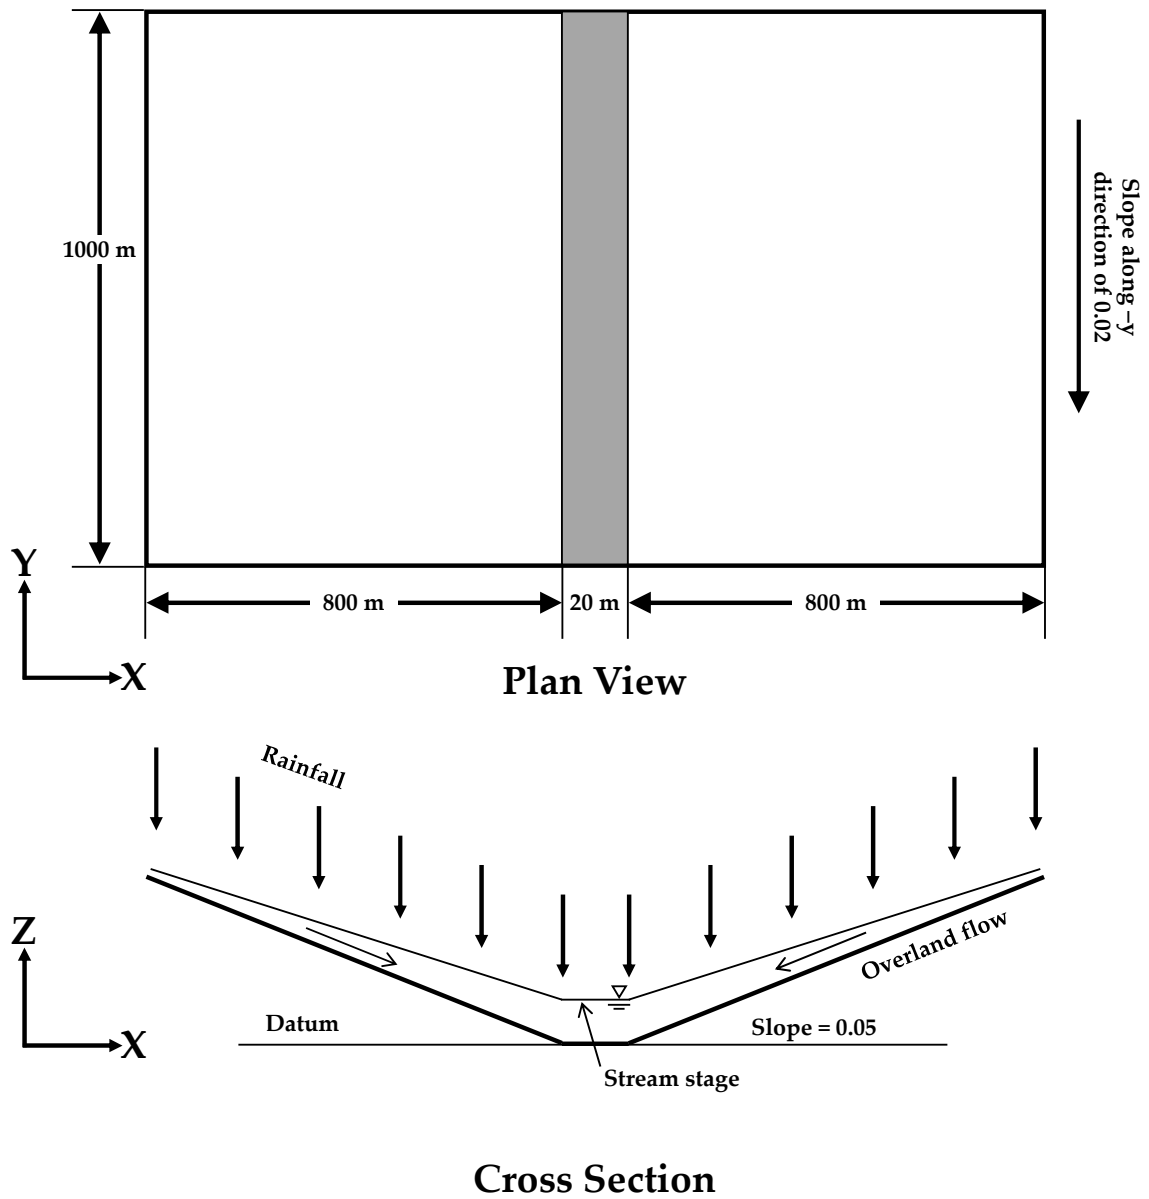 1000 m
Slope along –y
direction of 0.02
Y
800 m
20 m
800 m
X
Plan View
Rainfall
Z
Overland flow
Datum
Slope = 0.05
X
Stream stage
Cross Section